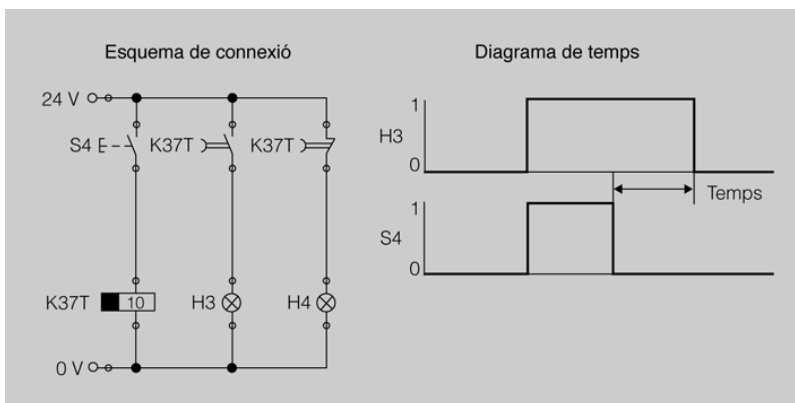 Esquema de connexió
24 V
S4
K37T
K37T
K37T
10
H3
H4
0 V
Diagrama de temps
1
H3
0
Temps
1
S4
0